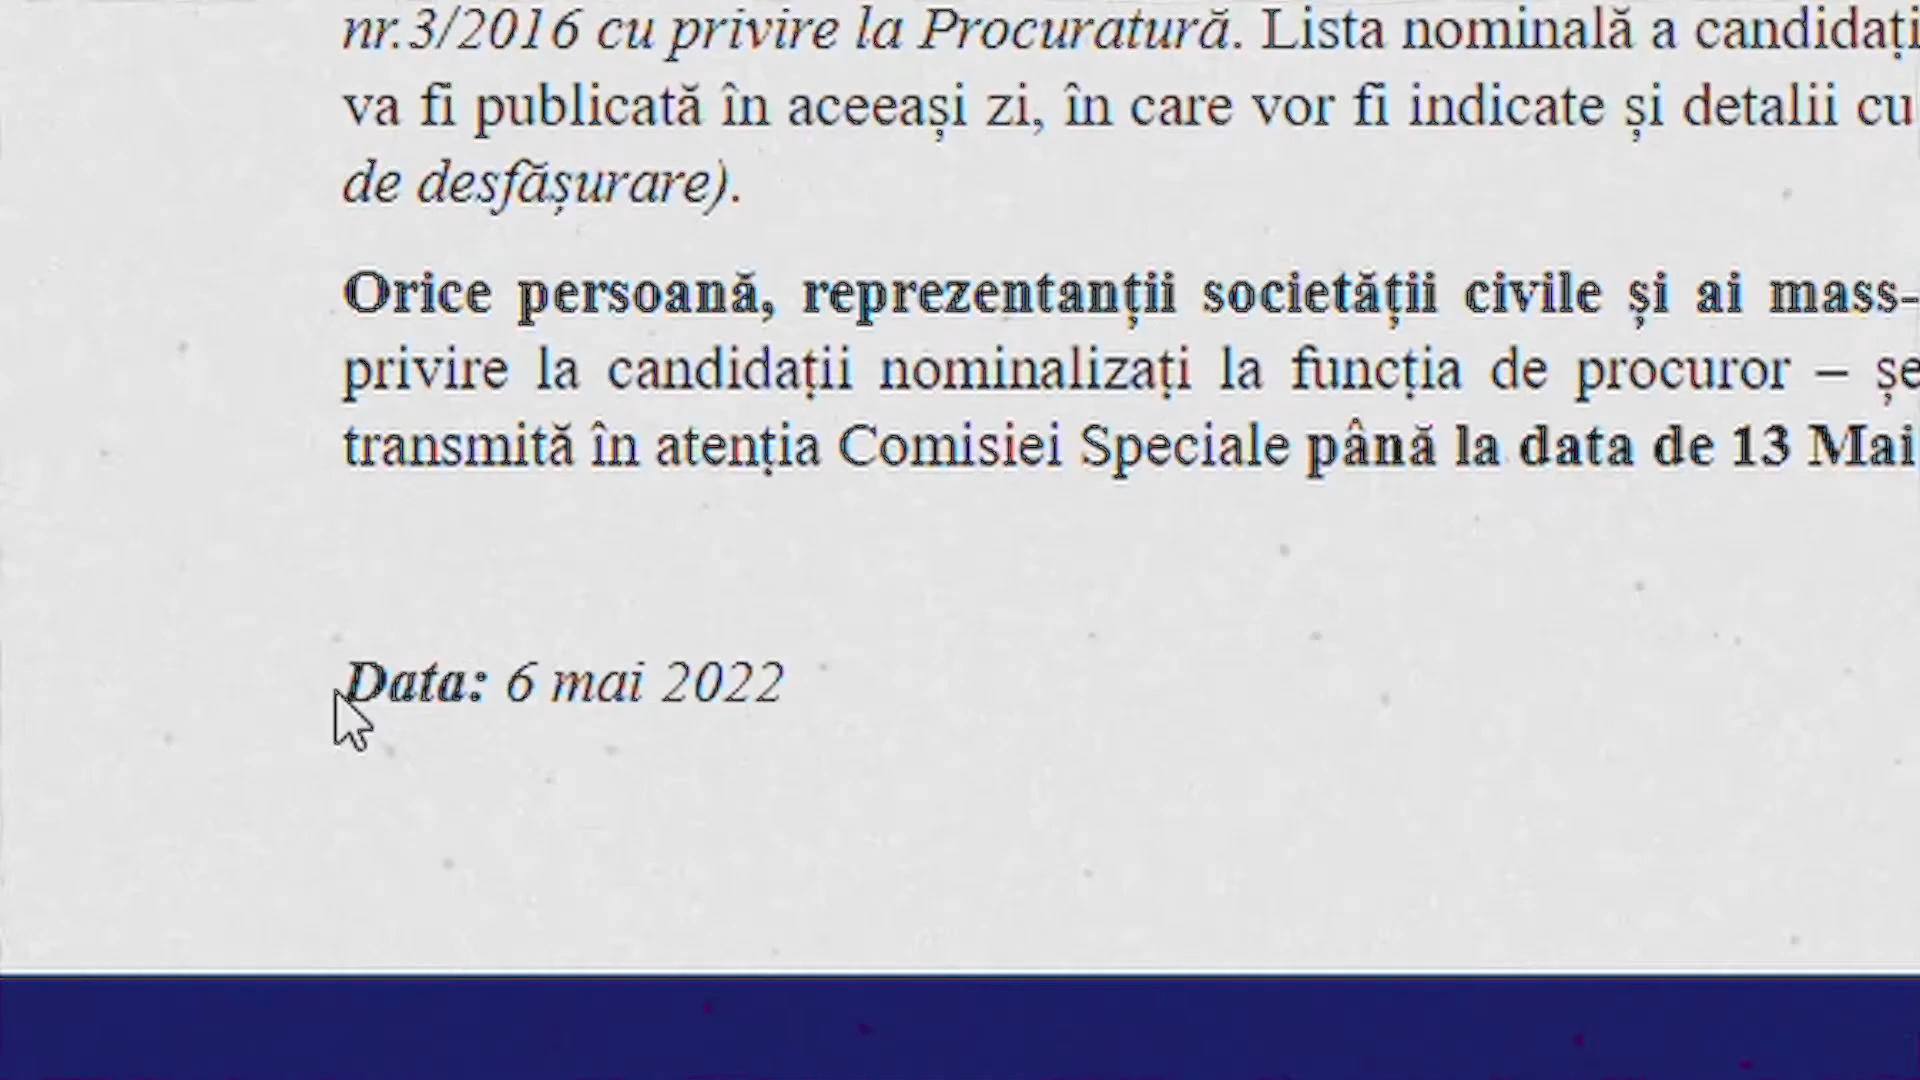 nr.3/2016 cu privire la Procuratură. Lista nominală a candidați
va fi publicată în aceeași zi, în care vor fi indicate și detalii cu
de desfășurare).
Orice persoană, reprezentanții societății civile și ai mass-
privire la candidații nominalizați la funcția de procuror – șe
transmită în atenția Comisiei Speciale până la data de 13 Mai
Data: 6 mai 2022